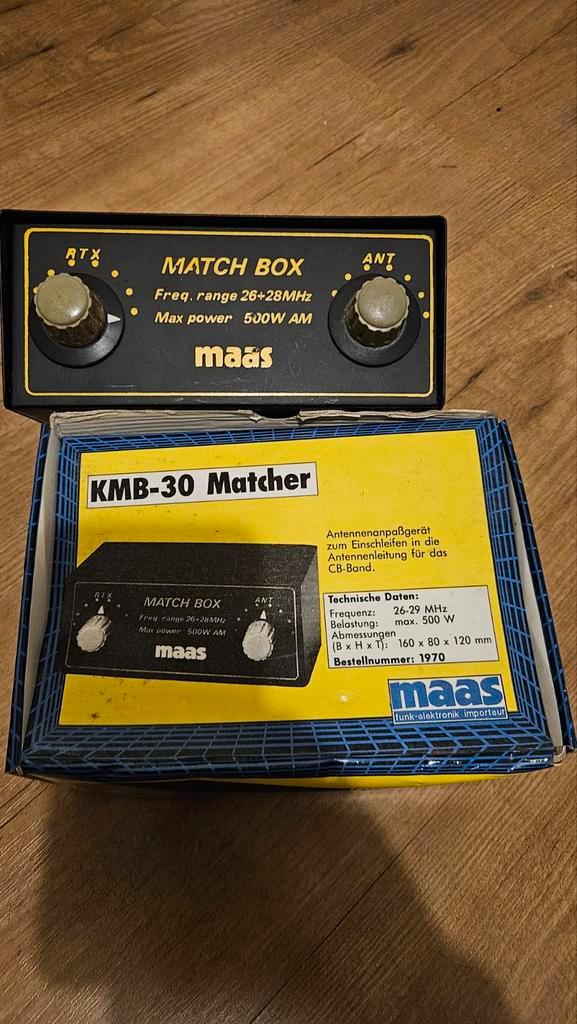 RTX
MATCH BOX
ANT
Freq. range 26÷28MHz
Max power 500W AM
maas
KMB-30 Matcher
Antennenanpaßgerät
zum Einschleifen in die
Antennenleitung für das
CB-Band.
RTX
MATCH BOX
ANT
Freq. range 26÷28MHz
Max power 500W AM
maas
Technische Daten:
Frequenz: 26-29 MHz
Belastung: max. 500 W
Abmessungen
(B x H x T): 160 x 80 x 120 mm
Bestellnummer: 1970
maas
funk-elektronik importeur